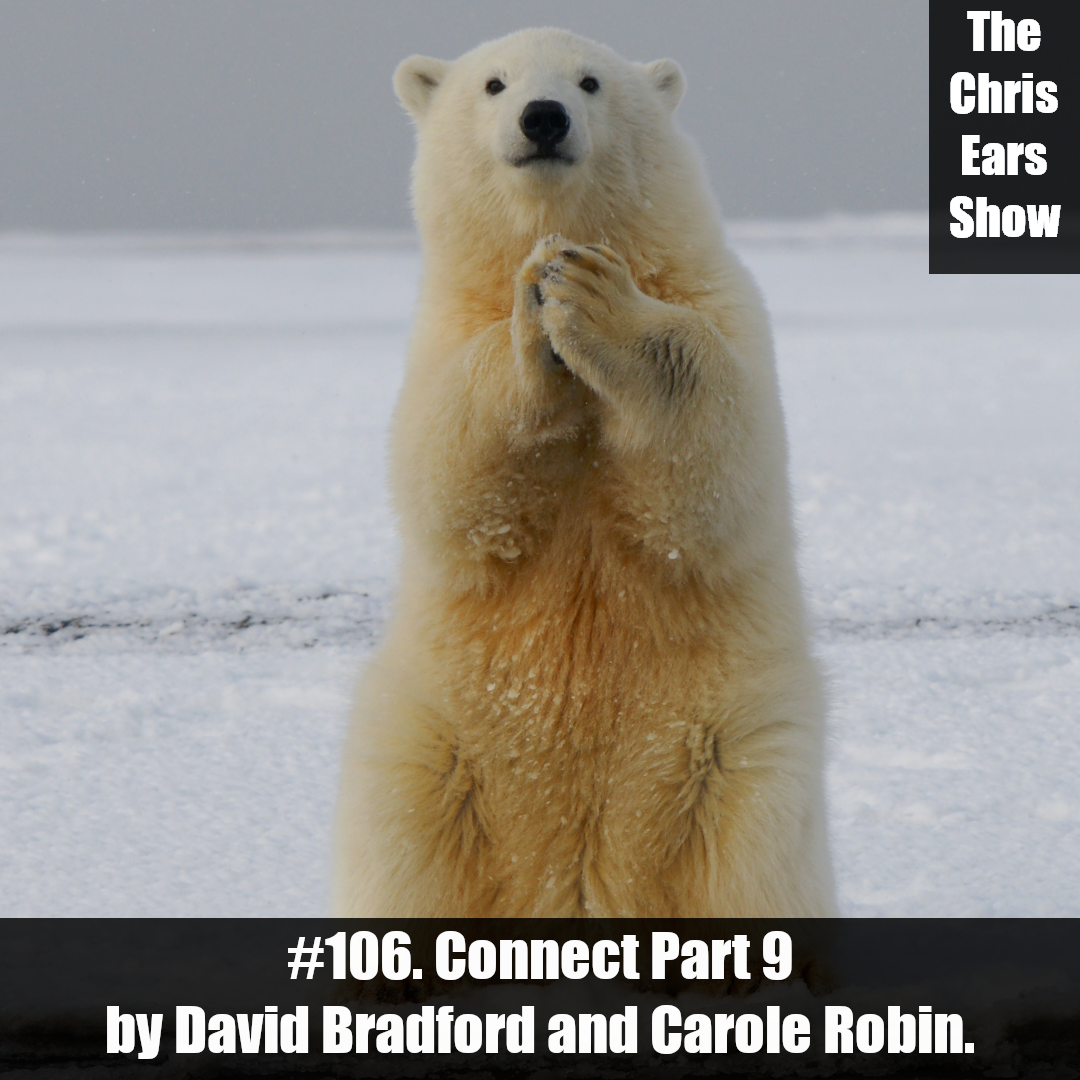 The
Chris
Ears
Show
#106. Connect Part 9
by David Bradford and Carole Robin.